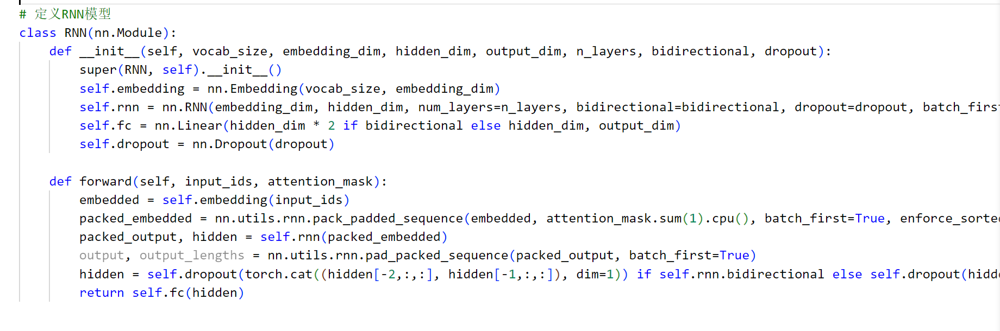 # 定义RNN模型
class RNN(nn.Module):
    def __init__(self, vocab_size, embedding_dim, hidden_dim, output_dim, n_layers, bidirectional, dropout):
        super(RNN, self).__init__()
        self.embedding = nn.Embedding(vocab_size, embedding_dim)
        self.rnn = nn.RNN(embedding_dim, hidden_dim, num_layers=n_layers, bidirectional=bidirectional, dropout=dropout,
        self.fc = nn.Linear(hidden_dim * 2 if bidirectional else hidden_dim, output_dim)
        self.dropout = nn.Dropout(dropout)
    def forward(self, input_ids, attention_mask):
        embedded = self.embedding(input_ids)
        packed_embedded = nn.utils.rnn.pack_padded_sequence(embedded, attention_mask.sum(1).cpu(), batch_first=True,
        packed_output, hidden = self.rnn(packed_embedded)
        output, output_lengths = nn.utils.rnn.pad_packed_sequence(packed_output, batch_first=True)
        hidden = self.dropout(torch.cat((hidden[-2,:,:], hidden[-1,:,:]), dim=1)) if self.rnn.bidirectional else self.dropout(
        return self.fc(hidden)